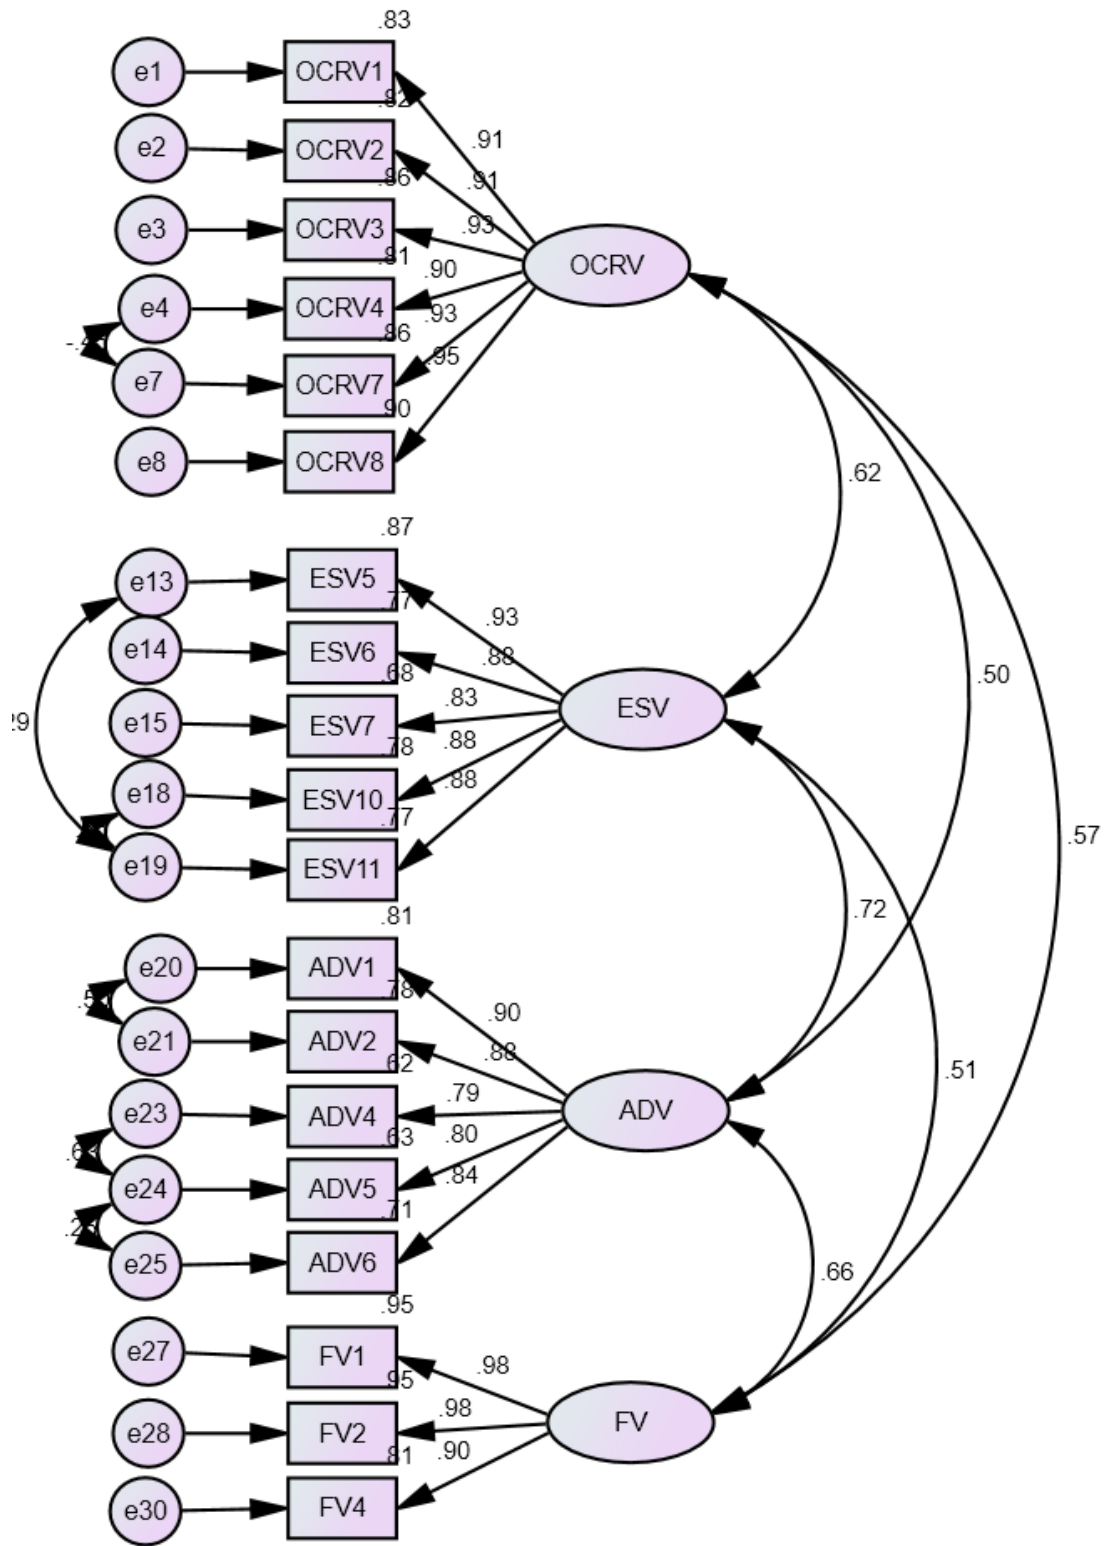 .83
e1 OCRV1
.82
.91
e2 OCRV2
.86
.91
e3 OCRV3
.93
.81
OCRV
.90
e4 OCRV4
.93
.86
.95
e7 OCRV7
.90
e8 OCRV8
.62
.87
e13 ESV5
.77
.93
e14 ESV6
.88
.68
.50
.83
e15 ESV7
ESV
.78
.88
.88
e18 ESV10
.77
.57
e19 ESV11
.72
.81
e20 ADV1
.78
.90
e21 ADV2
.88
.62
.51
.79
e23 ADV4
ADV
.63
.80
.84
e24 ADV5
.71
e25 ADV6
.66
.95
e27 FV1
.98
.95
.98
e28 FV2
FV
.81
.90
e30 FV4